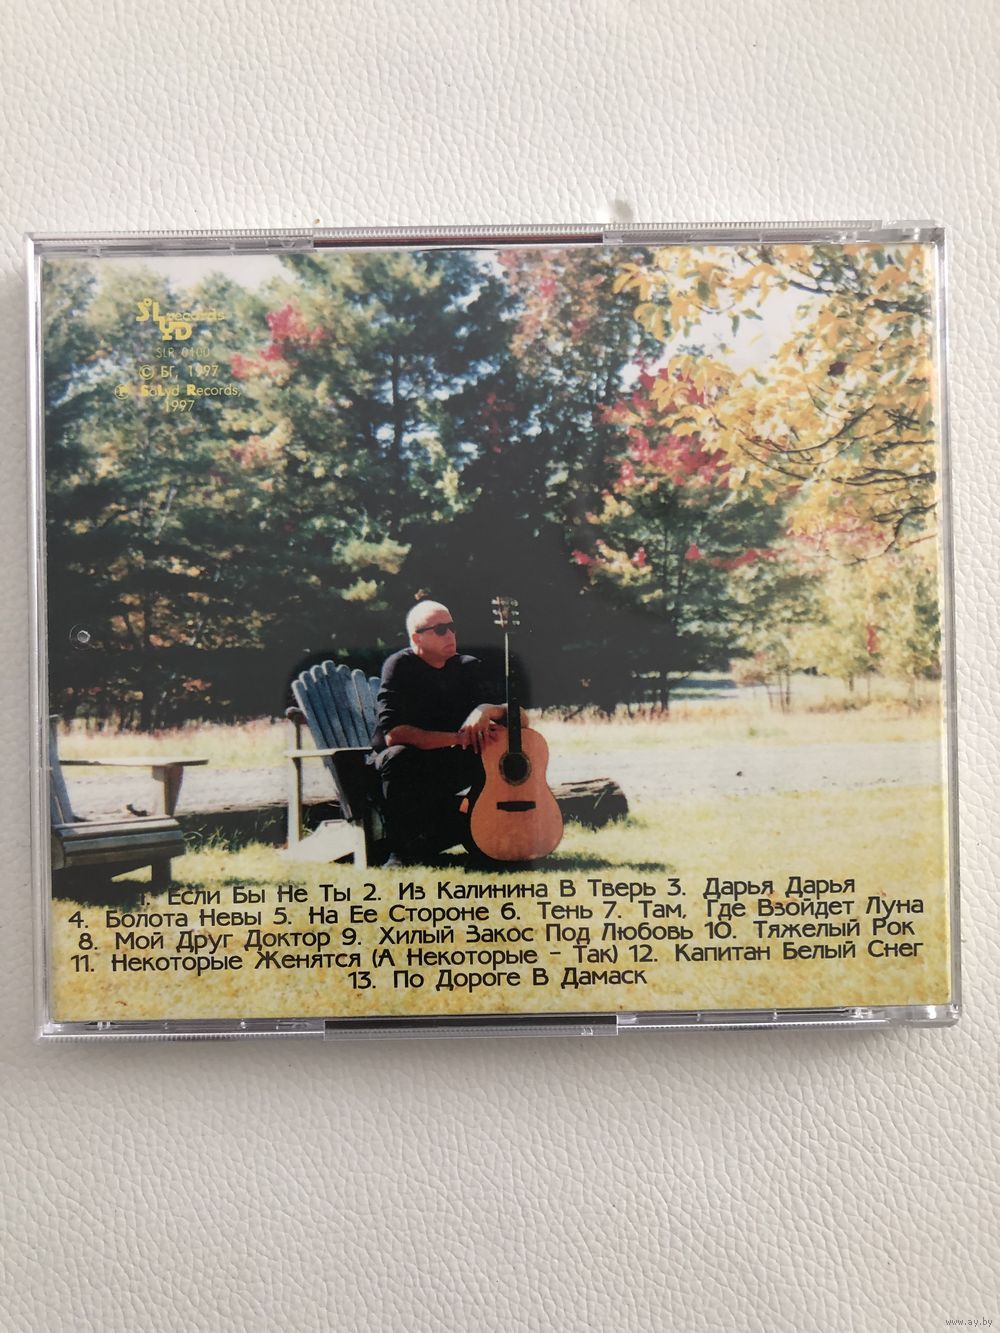 SoLYD records
SLR 0100
© БГ, 1997
℗ SoLyd Records,
1997
1. Если Бы Не Ты 2. Из Калинина В Тверь 3. Дарья Дарья
4. Болота Невы 5. На Ее Стороне 6. Тень 7. Там, Где Взойдет Луна
8. Мой Друг Доктор 9. Хилый Закос Под Любовь 10. Тяжелый Рок
11. Некоторые Женятся (А Некоторые – Так) 12. Капитан Белый Снег
13. По Дороге В Дамаск
www.ay.by